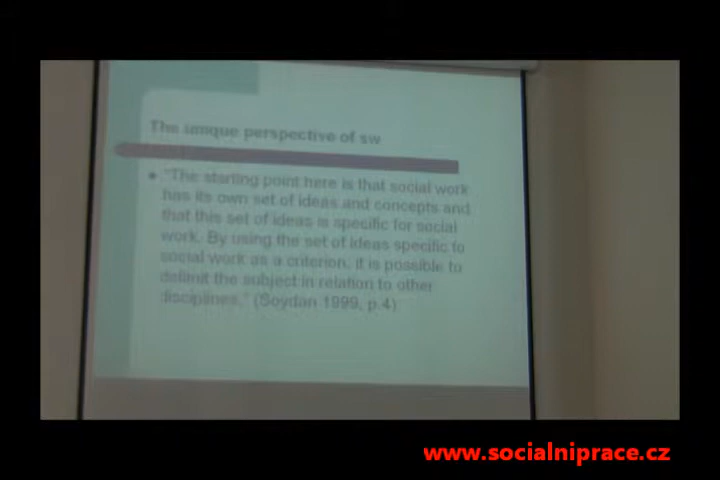 The unique perspective of sw
• "The starting point here is that social work
has its own set of ideas and concepts and
that this set of ideas is specific for social
work. By using the set of ideas specific to
social work as a criterion, it is possible to
delimit the subject in relation to other
disciplines." (Soydan 1999, p.4)
www.socialniprace.cz